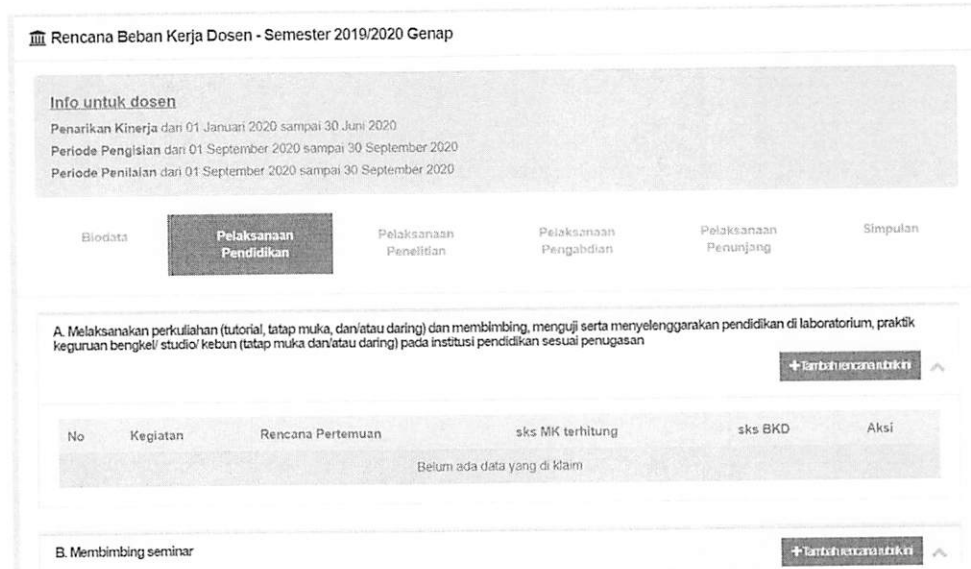 Rencana Beban Kerja Dosen - Semester 2019/2020 Genap
Info untuk dosen
Penarikan Kinerja dari 01 Januari 2020 sampai 30 Juni 2020
Periode Pengisian dari 01 September 2020 sampai 30 September 2020
Periode Penilaian dari 01 September 2020 sampai 30 September 2020
Biodata
Pelaksanaan
Pendidikan
Pelaksanaan
Penelitian
Pelaksanaan
Pengabdian
Pelaksanaan
Penunjang
Simpulan
A. Melaksanakan perkuliahan (tutorial, tatap muka, dan/atau daring) dan membimbing, menguji serta menyelenggarakan pendidikan di laboratorium, praktik
keguruan bengkel/ studio/ kebun (tatap muka dan/atau daring) pada institusi pendidikan sesuai penugasan
+Tambah rencana rubrik ini
No Kegiatan Rencana Pertemuan sks MK terhitung sks BKD Aksi
Belum ada data yang di klaim
B. Membimbing seminar
+Tambah rencana rubrik ini